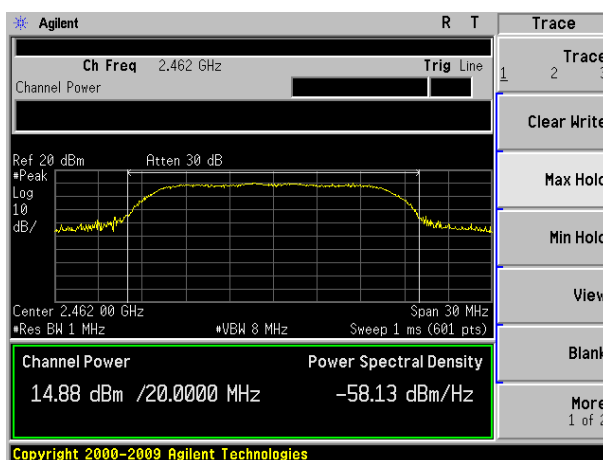 Agilent R T Trace
Ch Freq 2.462 GHz Trig Line
Channel Power
Trace
1 2 3
Clear Write
Max Hold
Min Hold
View
Blank
More
1 of 2
Ref 20 dBm Atten 30 dB
#Peak
Log
10
dB/
Center 2.462 00 GHz Span 30 MHz
#Res BW 1 MHz #VBW 8 MHz Sweep 1 ms (601 pts)
Channel Power Power Spectral Density
14.88 dBm /20.0000 MHz -58.13 dBm/Hz
Copyright 2000-2009 Agilent Technologies